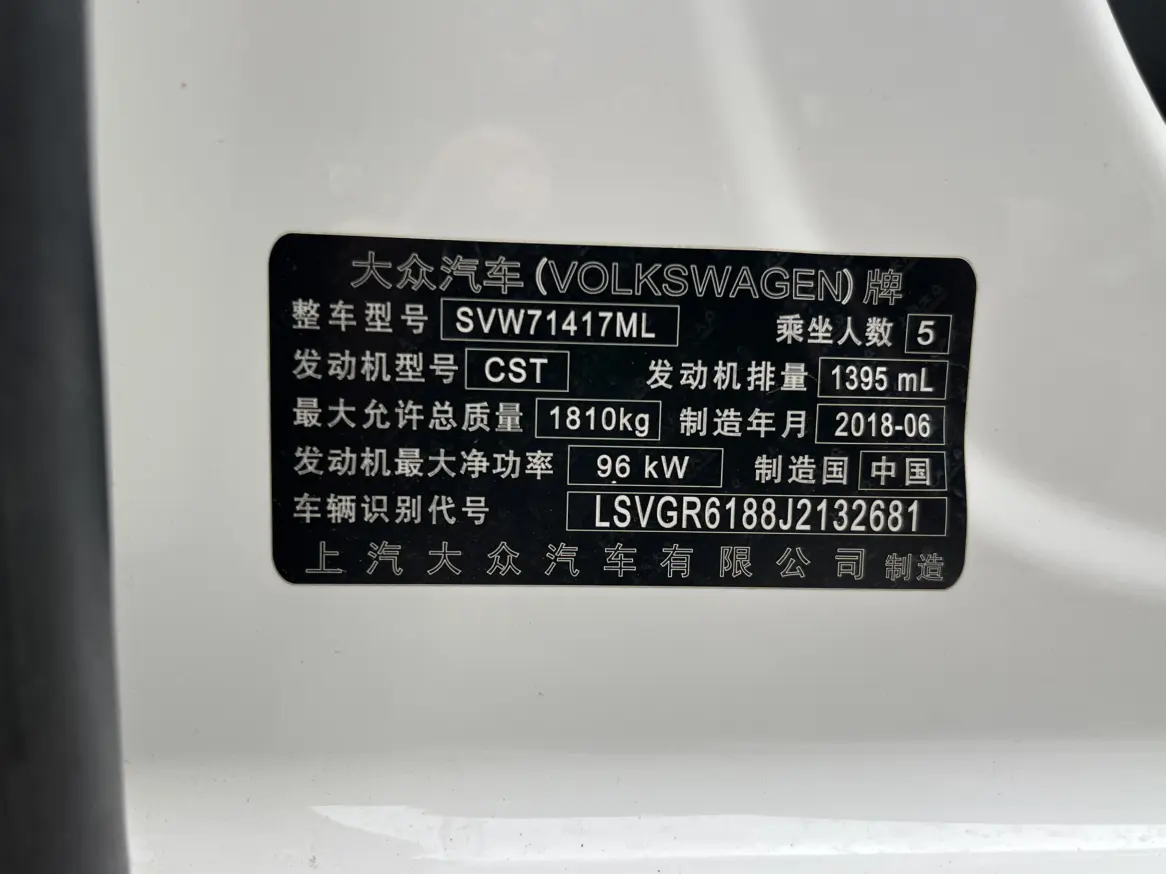 大众汽车(VOLKSWAGEN)牌
整车型号 SVW71417ML 乘坐人数 5
发动机型号 CST 发动机排量 1395 mL
最大允许总质量 1810kg 制造年月 2018-06
发动机最大净功率 96 kW 制造国 中国
车辆识别代号 LSVGR6188J2132681
上汽大众汽车有限公司 制造